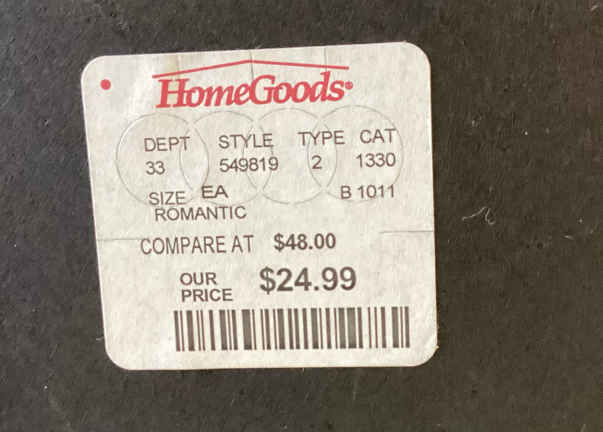 HomeGoods
DEPT STYLE TYPE CAT
33 549819 2 1330
SIZE EA B 1011
ROMANTIC
COMPARE AT $48.00
OUR PRICE $24.99